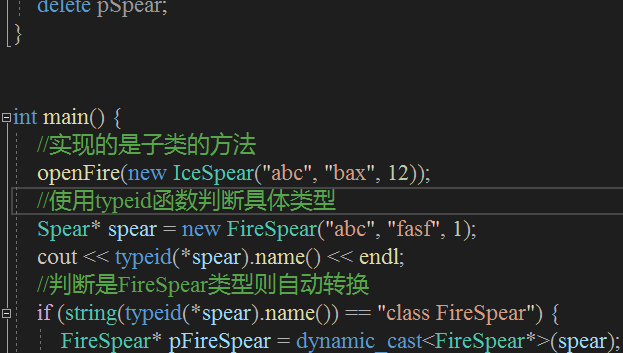 delete pSpear;
}
int main() {
//实现的是子类的方法
openFire(new IceSpear("abc", "bax", 12));
//使用typeid函数判断具体类型
Spear* spear = new FireSpear("abc", "fasf", 1);
cout << typeid(*spear).name() << endl;
//判断是FireSpear类型则自动转换
if (string(typeid(*spear).name()) == "class FireSpear") {
FireSpear* pFireSpear = dynamic_cast<FireSpear*>(spear);